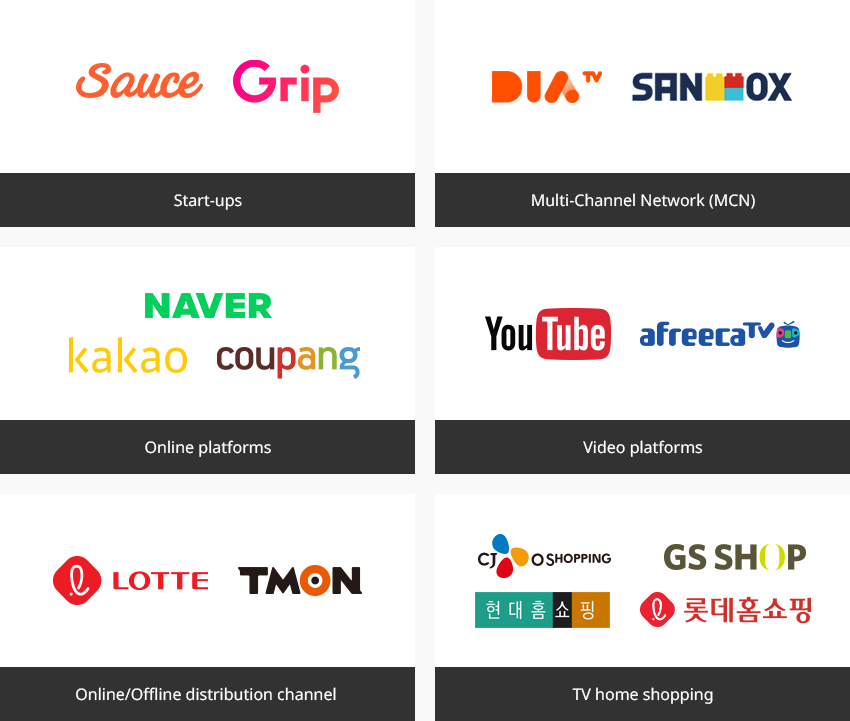 Sauce Grip
Start-ups
DIA TV SANDBOX
Multi-Channel Network (MCN)
NAVER
kakao coupang
Online platforms
YouTube afreecaTV
Video platforms
LOTTE TMON
Online/Offline distribution channel
CJ O SHOPPING GS SHOP
현대홈쇼핑 롯데홈쇼핑
TV home shopping